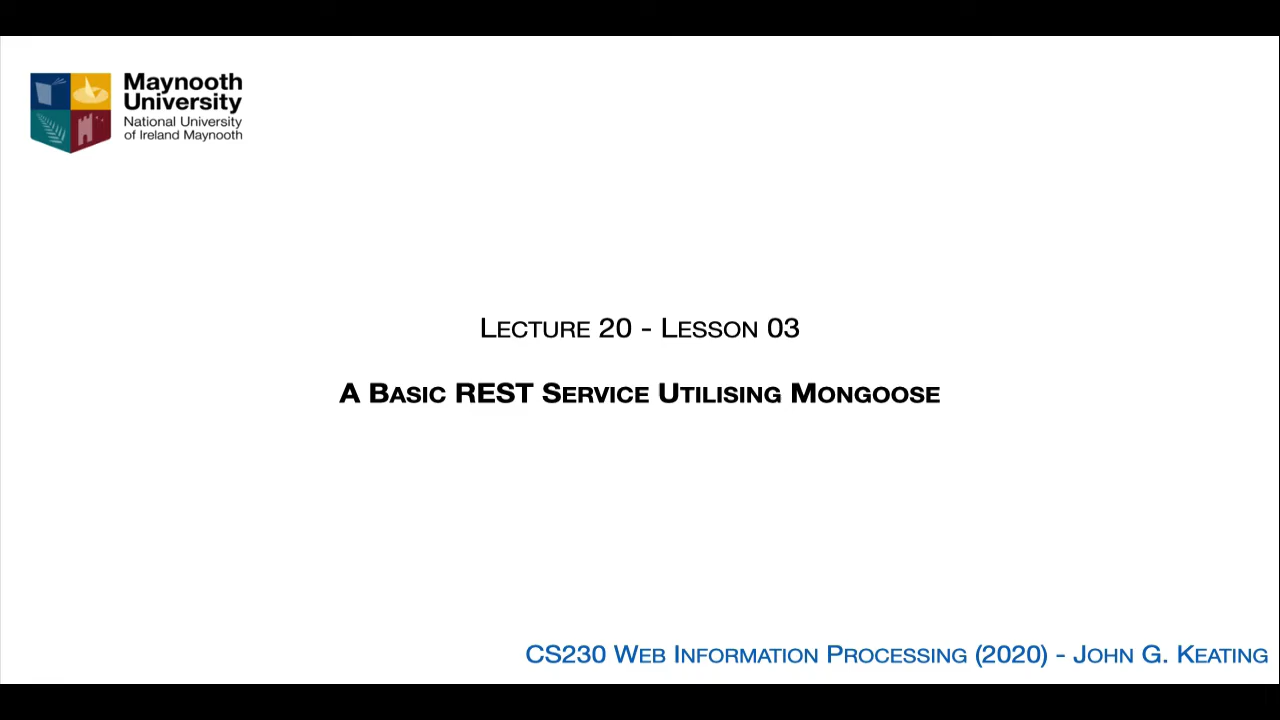 Maynooth
University
National University
of Ireland Maynooth
Lecture 20 - Lesson 03
A Basic REST Service Utilising Mongoose
CS230 Web Information Processing (2020) - John G. Keating